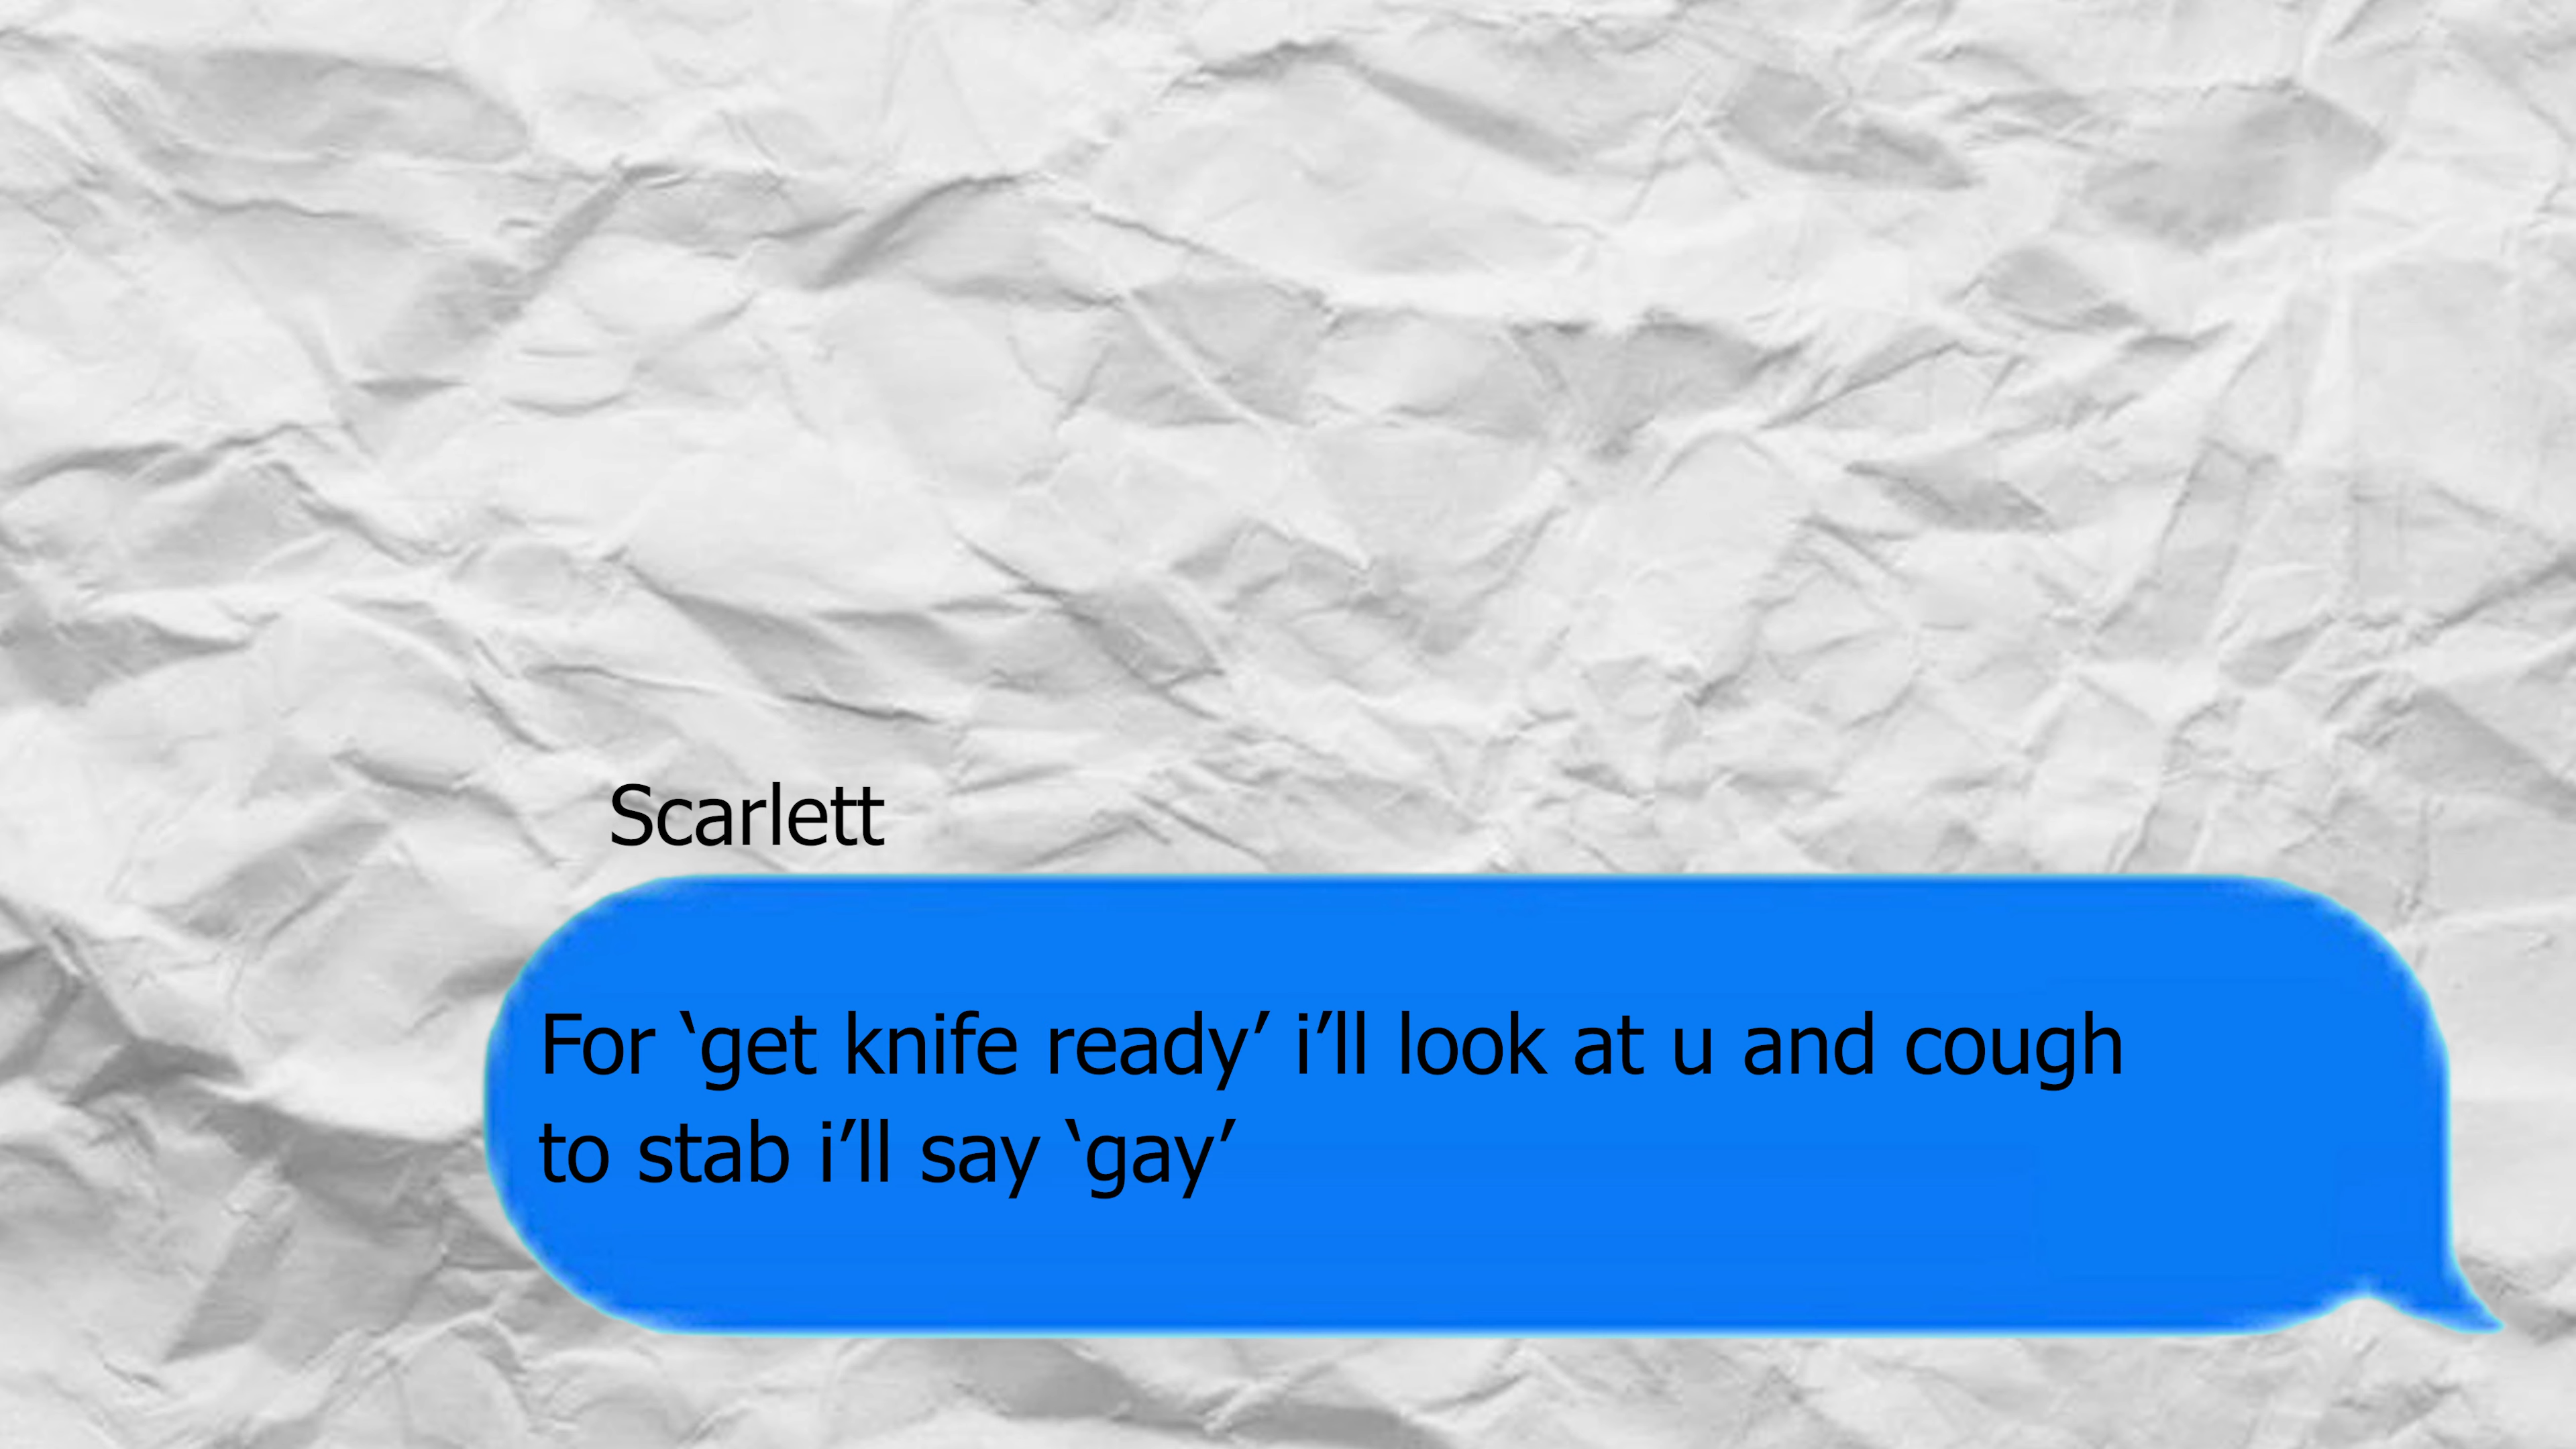 Scarlett
For ‘get knife ready’ i’ll look at u and cough
to stab i’ll say ‘gay’